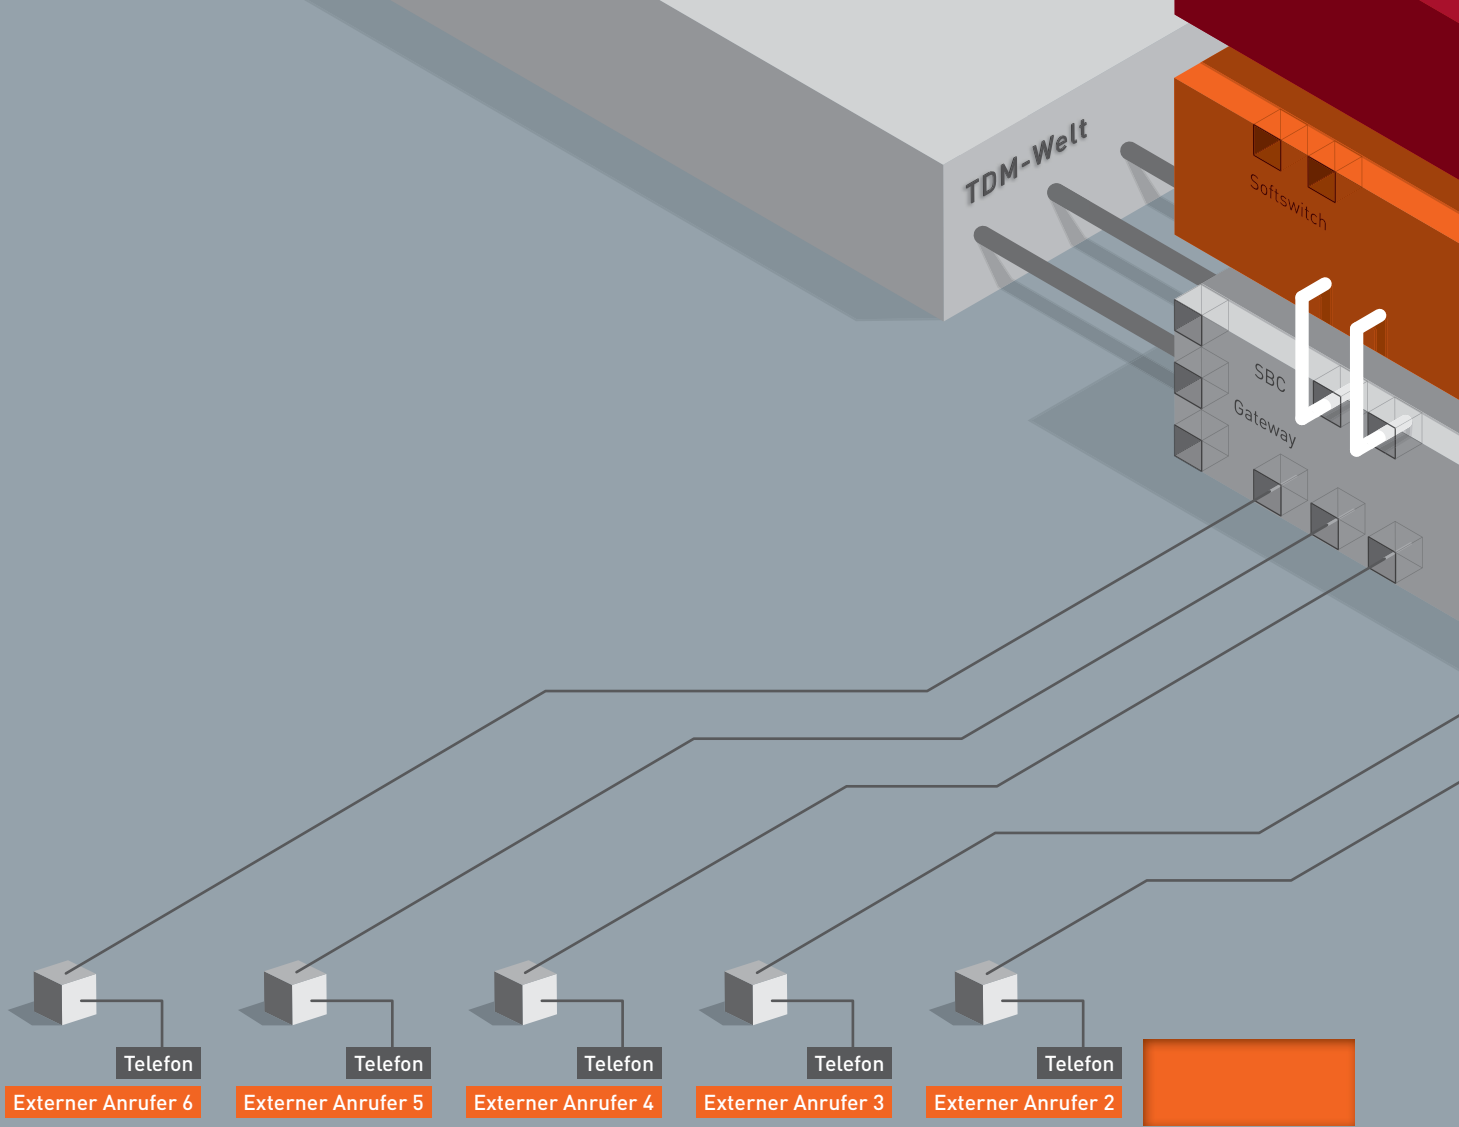 TDM-Welt
Softswitch
SBC
Gateway
Telefon
Telefon
Telefon
Telefon
Telefon
Externer Anrufer 6
Externer Anrufer 5
Externer Anrufer 4
Externer Anrufer 3
Externer Anrufer 2